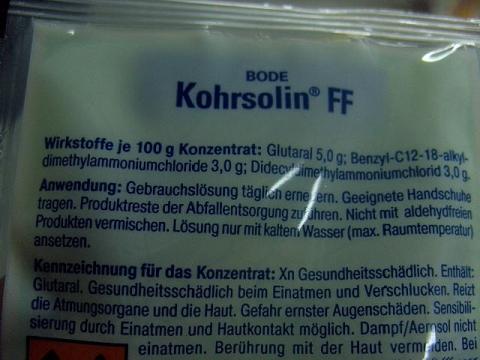 BODE
Kohrsolin® FF
Wirkstoffe je 100 g Konzentrat: Glutaral 5,0 g; Benzyl-C12-18-alkyl-
dimethylammoniumchloride 3,0 g; Didecyldimethylammoniumchlorid 3,0 g.
Anwendung: Gebrauchslösung täglich erneuern. Geeignete Handschuhe
tragen. Produktreste der Abfallentsorgung zuführen. Nicht mit aldehydfreien
Produkten vermischen. Lösung nur mit kaltem Wasser (max. Raumtemperatur)
ansetzen.
Kennzeichnung für das Konzentrat: Xn Gesundheitsschädlich. Enthält:
Glutaral. Gesundheitsschädlich beim Einatmen und Verschlucken. Reizt
die Atmungsorgane und die Haut. Gefahr ernster Augenschäden. Sensibili-
sierung durch Einatmen und Hautkontakt möglich. Dampf/Aerosol nicht
einatmen. Berührung mit der Haut vermeiden. Bei